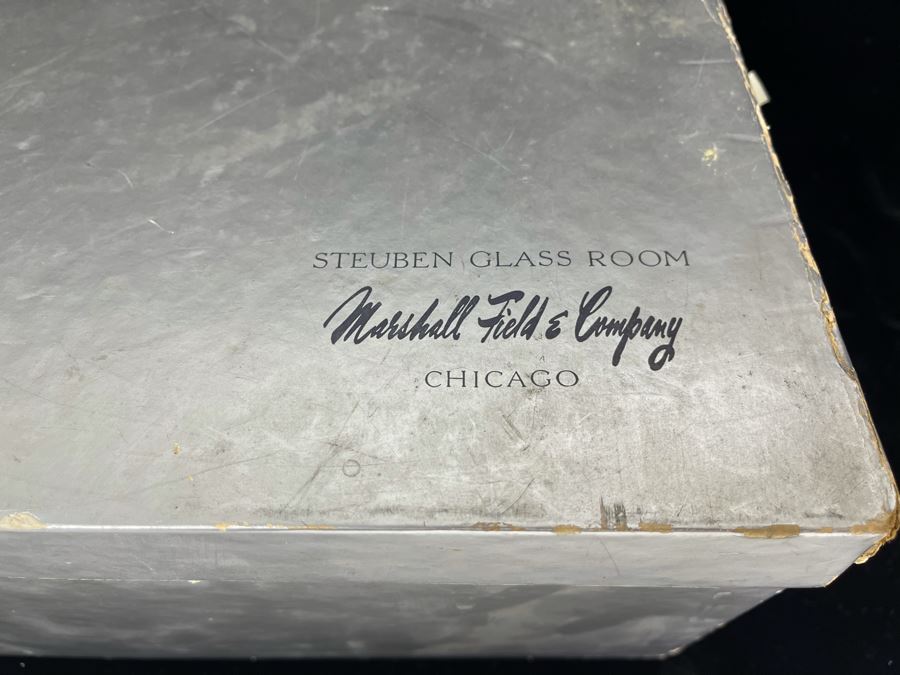 STEUBEN GLASS ROOM
Marshall Field & Company
CHICAGO